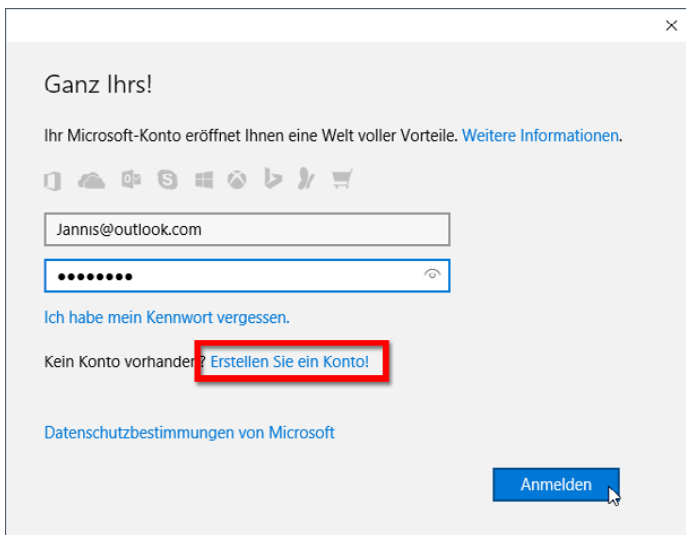 Ganz Ihrs!
Ihr Microsoft-Konto eröffnet Ihnen eine Welt voller Vorteile. Weitere Informationen.
Jannis@outlook.com
••••••••
Ich habe mein Kennwort vergessen.
Kein Konto vorhanden? Erstellen Sie ein Konto!
Datenschutzbestimmungen von Microsoft
Anmelden